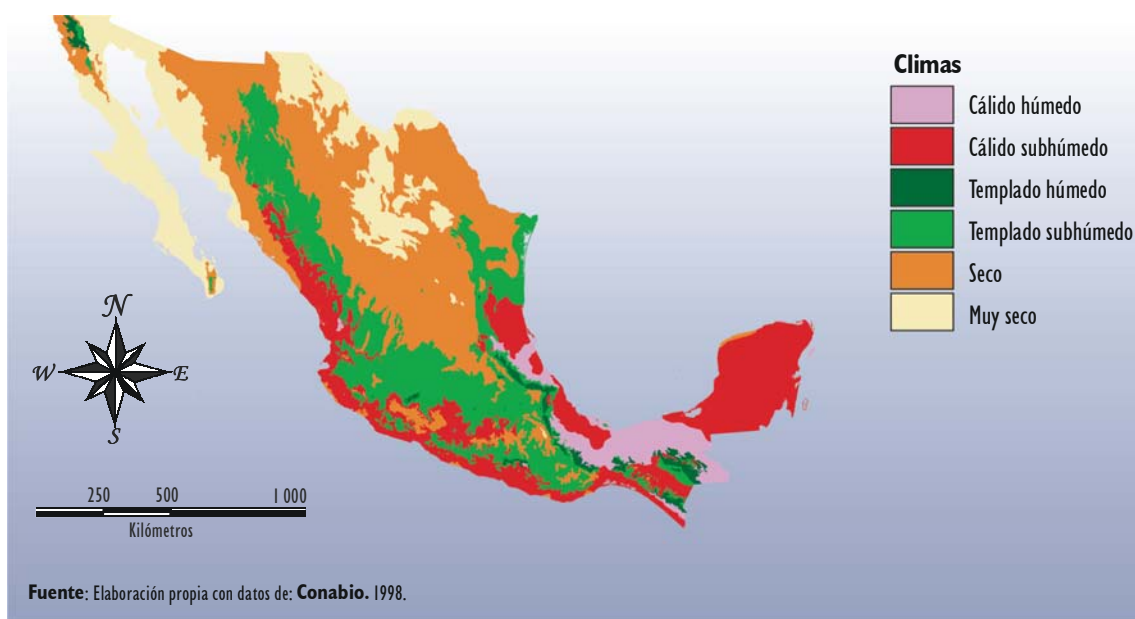 Climas
Cálido húmedo
Cálido subhúmedo
Templado húmedo
Templado subhúmedo
Seco
Muy seco
N
W E
S
250 500 1 000
Kilómetros
Fuente: Elaboración propia con datos de: Conabio. 1998.